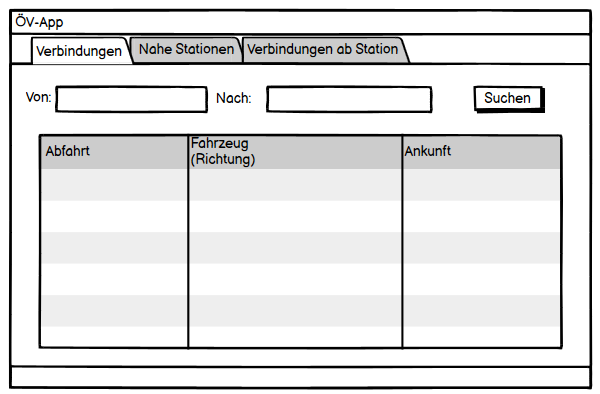 ÖV-App
Verbindungen Nahe Stationen Verbindungen ab Station
Von: Nach: Suchen
Abfahrt Fahrzeug Ankunft
(Richtung)